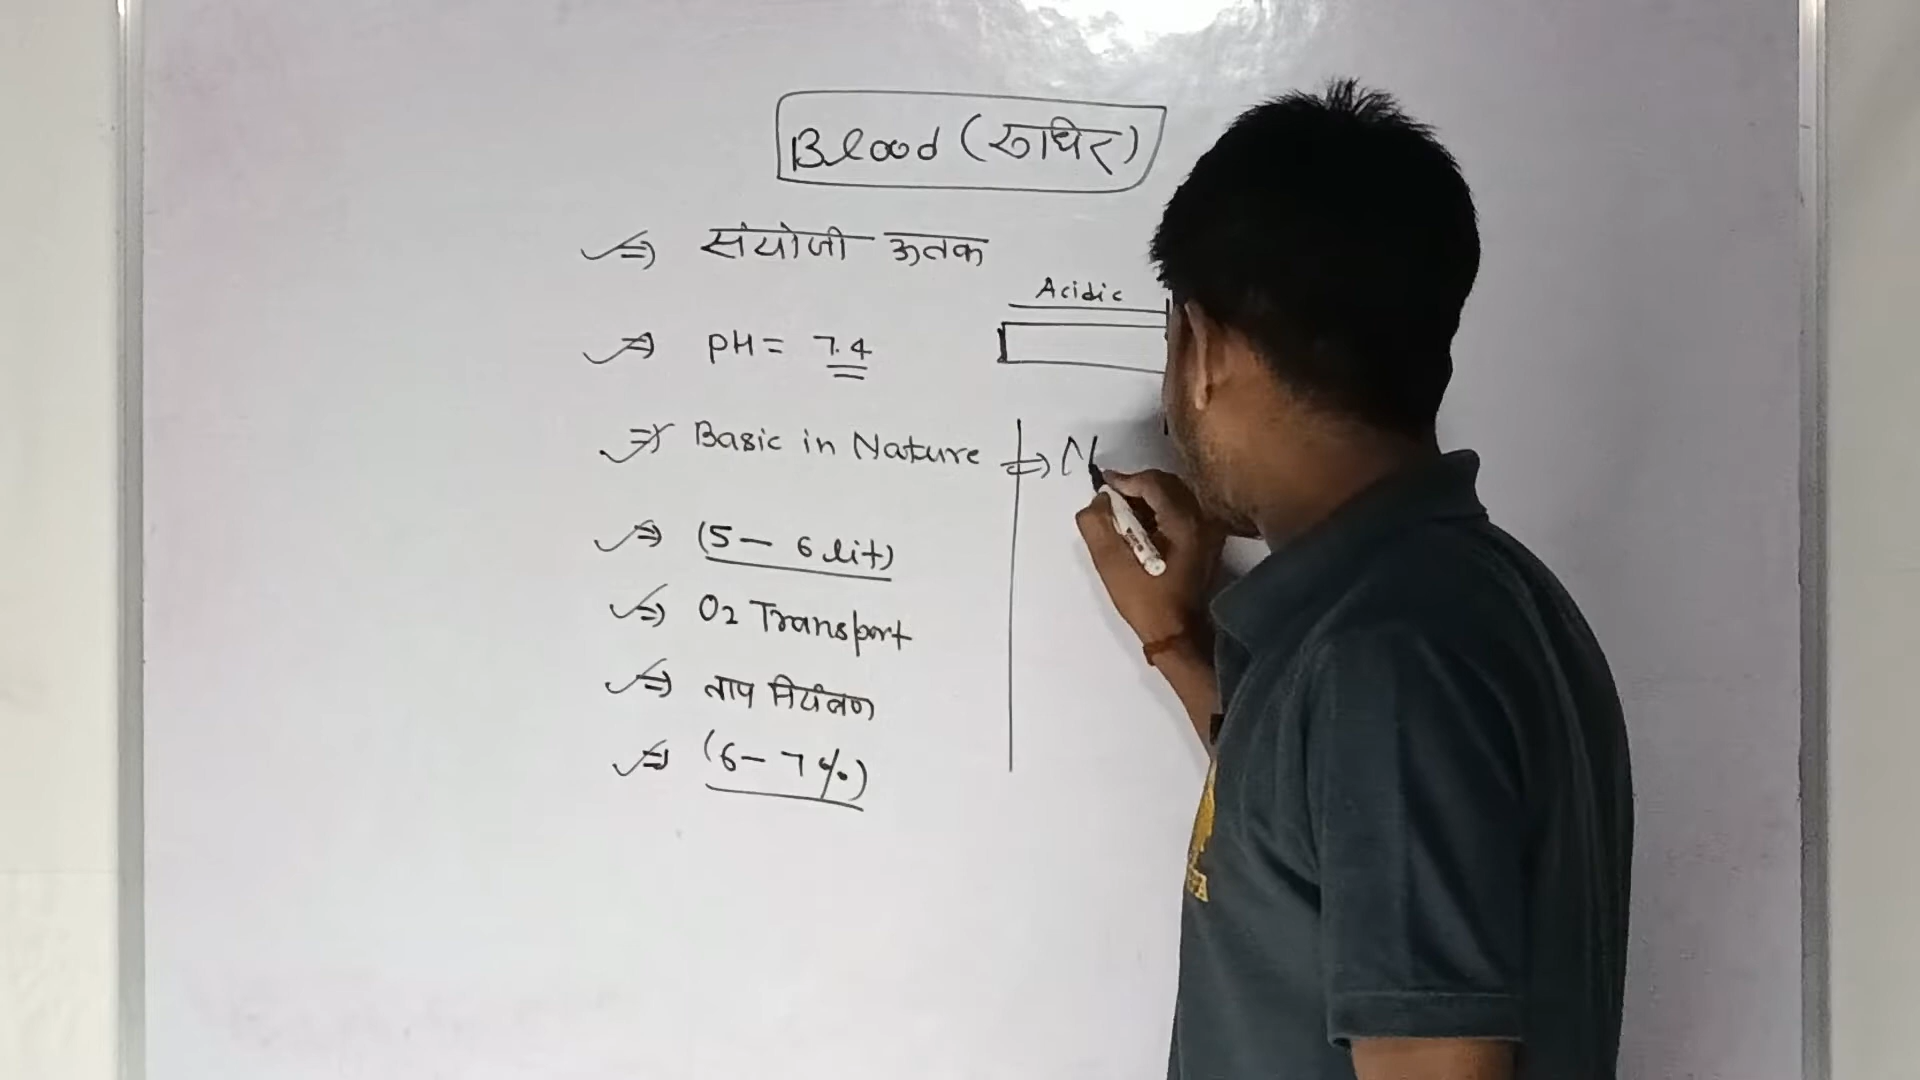 Blood (रूधिर)
संयोजी ऊतक
Acidic
pH = 7.4
Basic in Nature ⇒ N
(5 - 6 lit)
O2 Transport
ताप नियंत्रण
(6 - 7%)